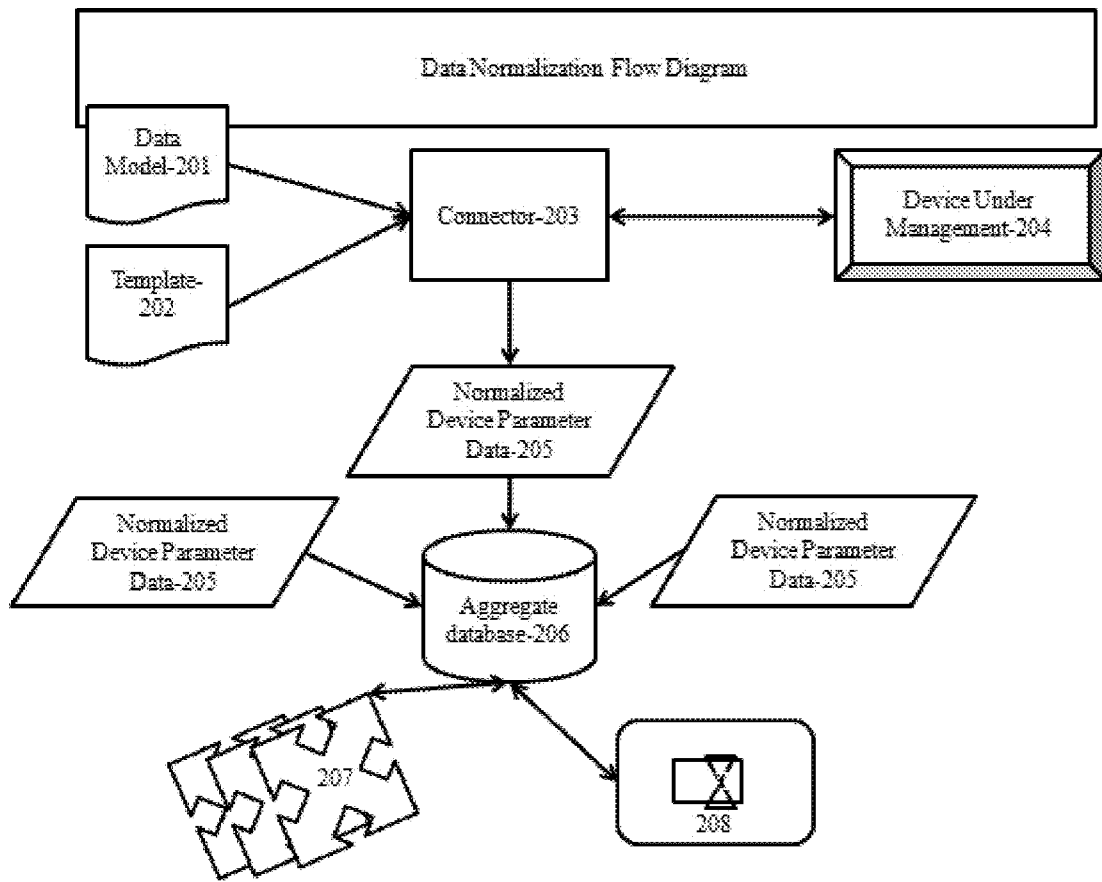 Data Normalization Flow Diagram
Data
Model-201
Connector-203
Device Under
Management-204
Template-
202
Normalized
Device Parameter
Data-205
Normalized
Device Parameter
Data-205
Normalized
Device Parameter
Data-205
Aggregate
database-206
207
208